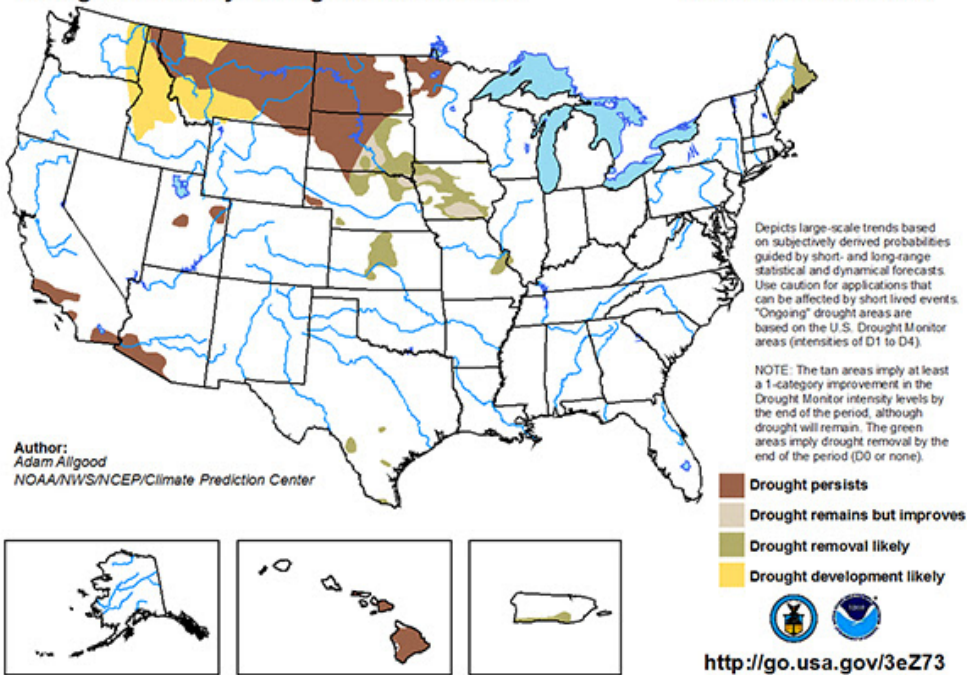 Depicts large-scale trends based
on subjectively derived probabilities
guided by short- and long-range
statistical and dynamical forecasts.
Use caution for applications that
can be affected by short lived events.
"Ongoing" drought areas are
based on the U.S. Drought Monitor
areas (intensities of D1 to D4).
NOTE: The tan areas imply at least
a 1-category improvement in the
Drought Monitor intensity levels by
the end of the period, although
drought will remain. The green
areas imply drought removal by the
end of the period (D0 or none).
Author:
Adam Allgood
NOAA/NWS/NCEP/Climate Prediction Center
Drought persists
Drought remains but improves
Drought removal likely
Drought development likely
http://go.usa.gov/3eZ73